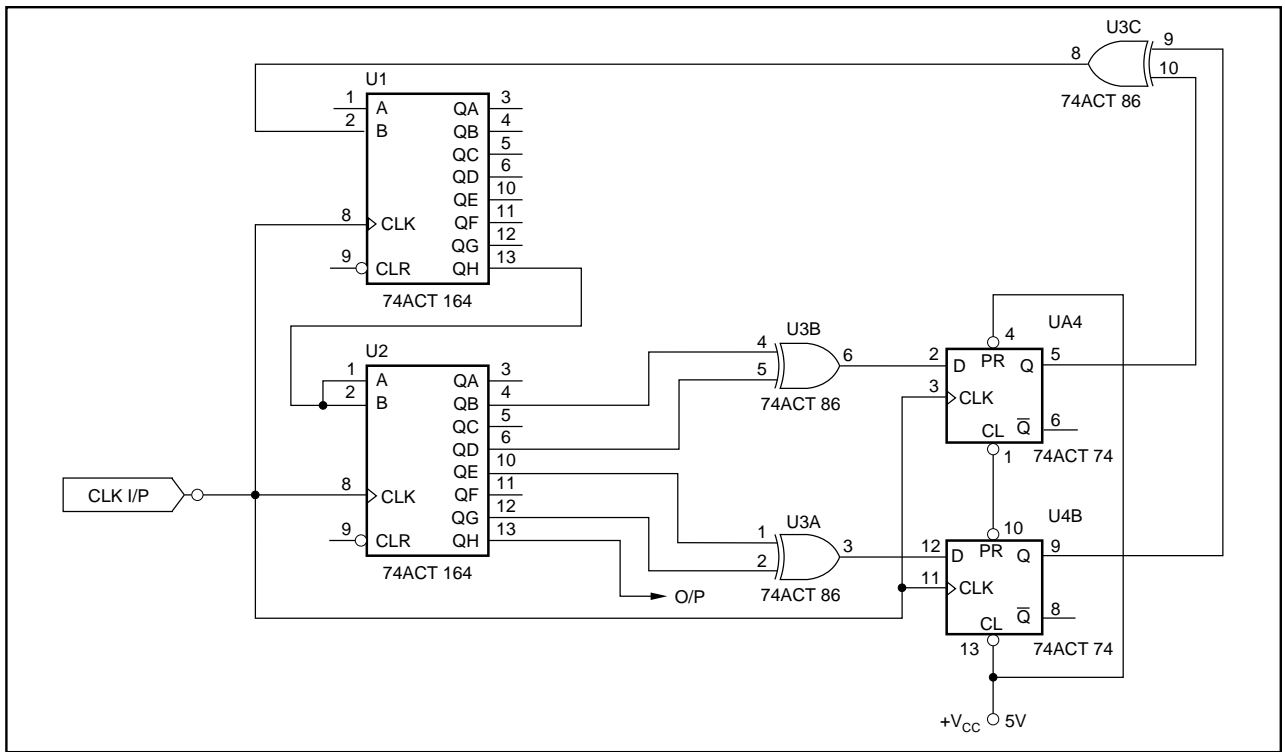 U3C
8
9
10
74ACT 86
U1
1 A QA 3
2 B QB 4
QC 5
QD 6
QE 10
8 CLK QF 11
QG 12
9 CLR QH 13
74ACT 164
U2
1 A QA 3
2 B QB 4
QC 5
QD 6
QE 10
8 CLK QF 11
QG 12
9 CLR QH 13
74ACT 164
CLK I/P
O/P
U3B
4
5
6
74ACT 86
U3A
1
2
3
74ACT 86
UA4
4
2 D PR Q 5
3 CLK
CL Q̅ 6
1
74ACT 74
U4B
10
12 D PR Q 9
11 CLK
CL Q̅ 8
13
74ACT 74
+VCC 5V